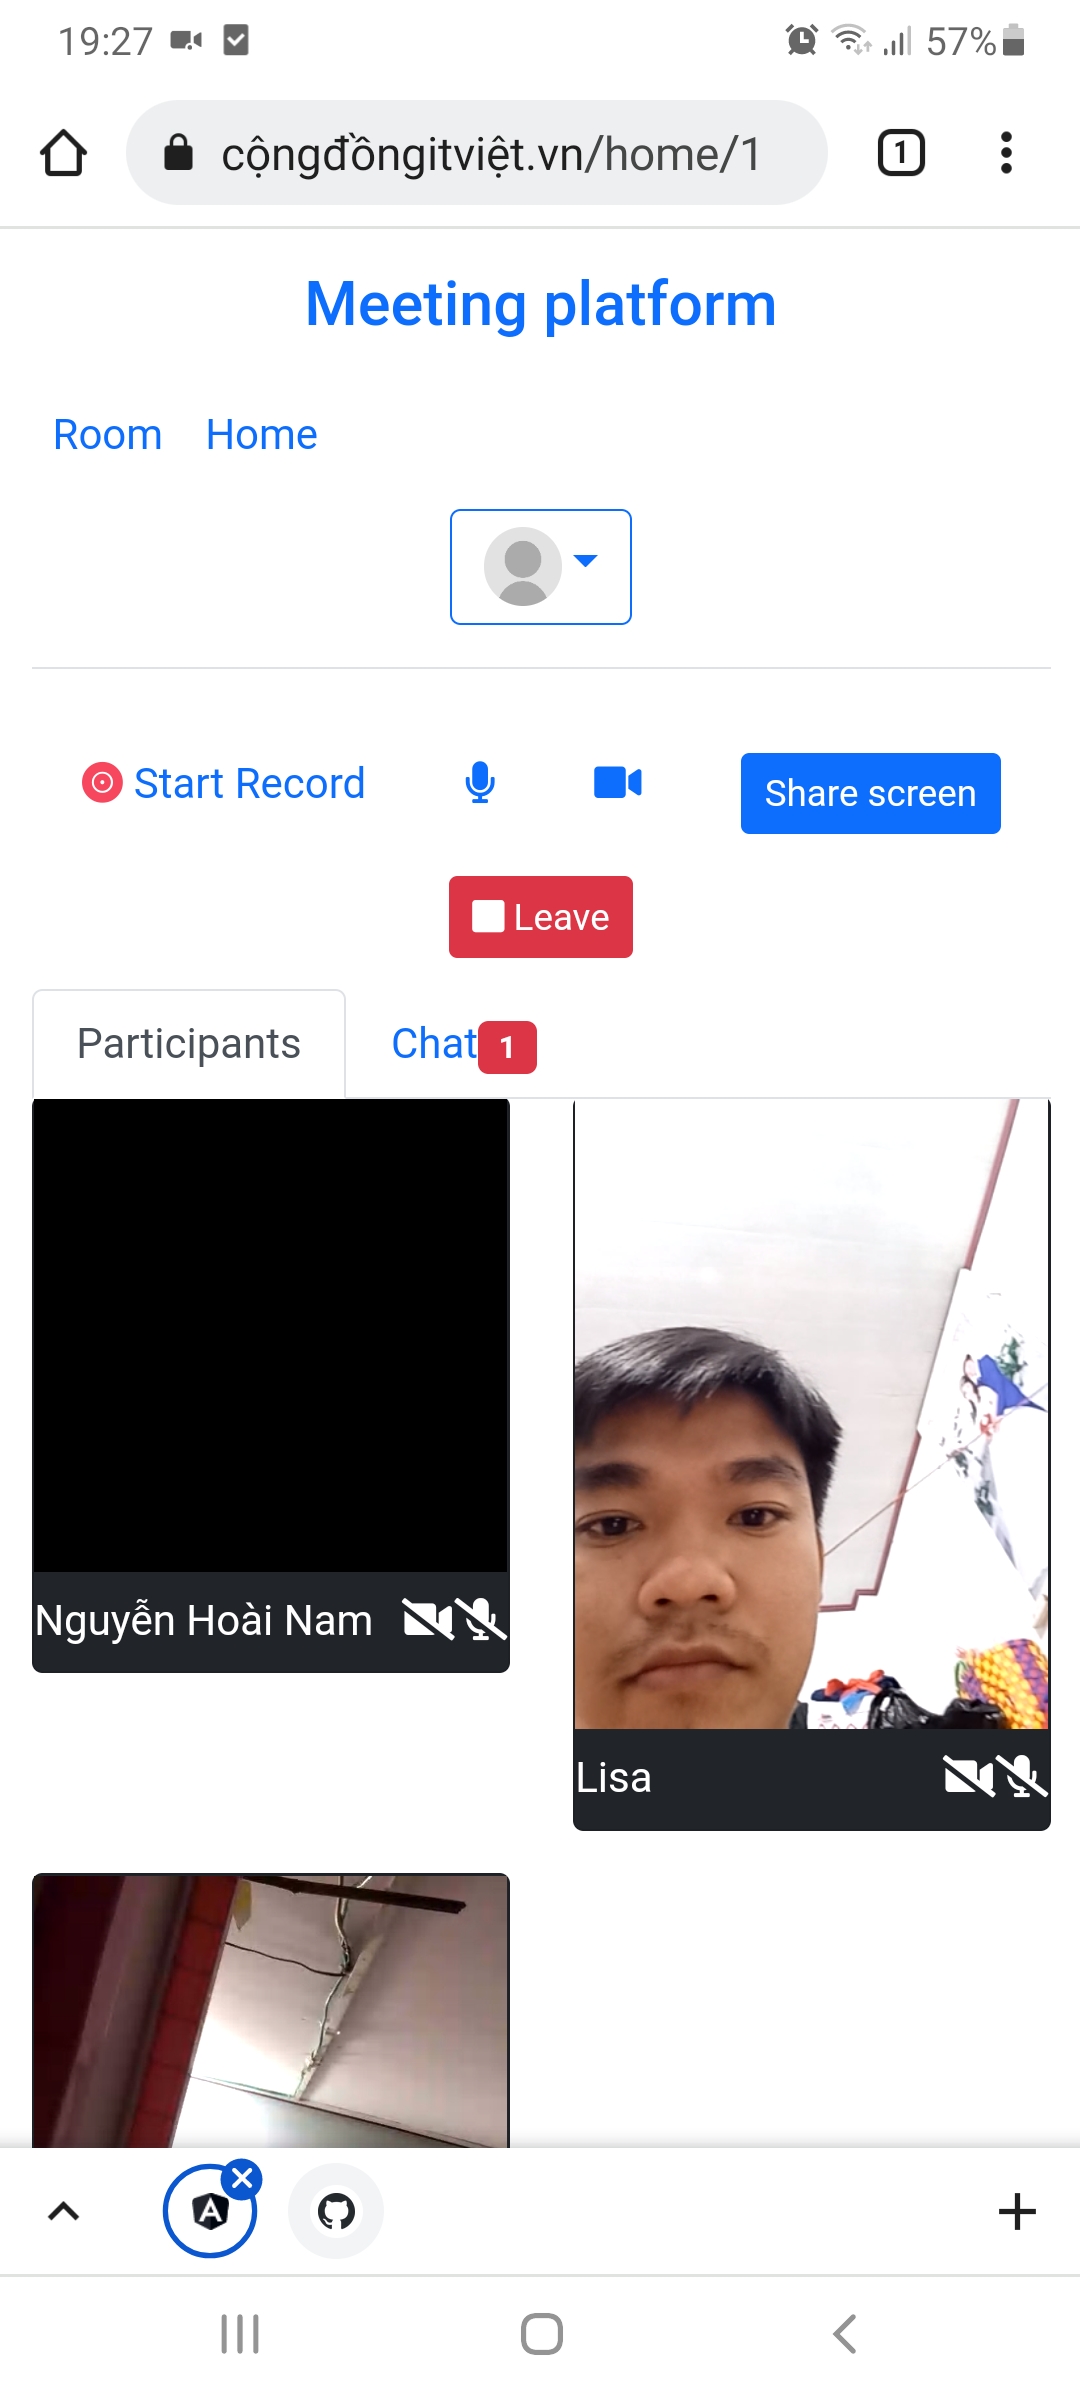 19:27
57%
cộngđồngitviệt.vn/home/1
1
Meeting platform
Room Home
Start Record
Share screen
Leave
Participants
Chat 1
Nguyễn Hoài Nam
Lisa